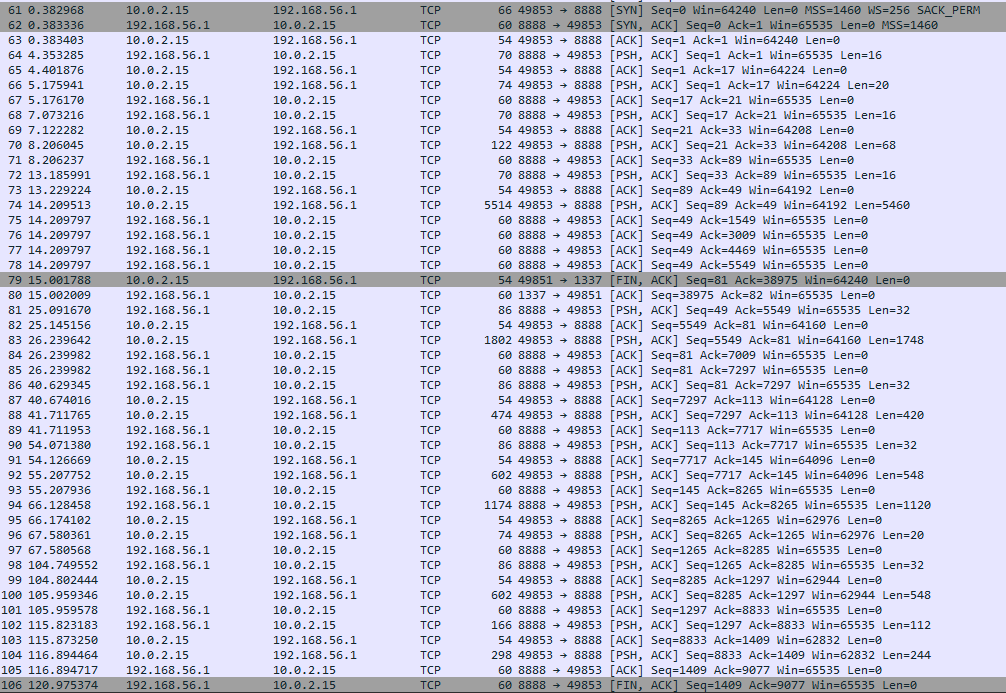 61 0.382968 10.0.2.15 192.168.56.1 TCP 66 49853 → 8888 [SYN] Seq=0 Win=64240 Len=0 MSS=1460 WS=256 SACK_PERM
62 0.383336 192.168.56.1 10.0.2.15 TCP 60 8888 → 49853 [SYN, ACK] Seq=0 Ack=1 Win=65535 Len=0 MSS=1460
63 0.383403 10.0.2.15 192.168.56.1 TCP 54 49853 → 8888 [ACK] Seq=1 Ack=1 Win=64240 Len=0
64 4.353285 192.168.56.1 10.0.2.15 TCP 70 8888 → 49853 [PSH, ACK] Seq=1 Ack=1 Win=65535 Len=16
65 4.401876 10.0.2.15 192.168.56.1 TCP 54 49853 → 8888 [ACK] Seq=1 Ack=17 Win=64224 Len=0
66 5.175941 10.0.2.15 192.168.56.1 TCP 74 49853 → 8888 [PSH, ACK] Seq=1 Ack=17 Win=64224 Len=20
67 5.176170 192.168.56.1 10.0.2.15 TCP 60 8888 → 49853 [ACK] Seq=17 Ack=21 Win=65535 Len=0
68 7.073216 192.168.56.1 10.0.2.15 TCP 70 8888 → 49853 [PSH, ACK] Seq=17 Ack=21 Win=65535 Len=16
69 7.122282 10.0.2.15 192.168.56.1 TCP 54 49853 → 8888 [ACK] Seq=21 Ack=33 Win=64208 Len=0
70 8.206045 10.0.2.15 192.168.56.1 TCP 122 49853 → 8888 [PSH, ACK] Seq=21 Ack=33 Win=64208 Len=68
71 8.206237 192.168.56.1 10.0.2.15 TCP 60 8888 → 49853 [ACK] Seq=33 Ack=89 Win=65535 Len=0
72 13.185991 192.168.56.1 10.0.2.15 TCP 70 8888 → 49853 [PSH, ACK] Seq=33 Ack=89 Win=65535 Len=16
73 13.229224 10.0.2.15 192.168.56.1 TCP 54 49853 → 8888 [ACK] Seq=89 Ack=49 Win=64192 Len=0
74 14.209513 10.0.2.15 192.168.56.1 TCP 5514 49853 → 8888 [PSH, ACK] Seq=89 Ack=49 Win=64192 Len=5460
75 14.209797 192.168.56.1 10.0.2.15 TCP 60 8888 → 49853 [ACK] Seq=49 Ack=1549 Win=65535 Len=0
76 14.209797 192.168.56.1 10.0.2.15 TCP 60 8888 → 49853 [ACK] Seq=49 Ack=3009 Win=65535 Len=0
77 14.209797 192.168.56.1 10.0.2.15 TCP 60 8888 → 49853 [ACK] Seq=49 Ack=4469 Win=65535 Len=0
78 14.209797 192.168.56.1 10.0.2.15 TCP 60 8888 → 49853 [ACK] Seq=49 Ack=5549 Win=65535 Len=0
79 15.001788 10.0.2.15 192.168.56.1 TCP 54 49851 → 1337 [FIN, ACK] Seq=81 Ack=38975 Win=64240 Len=0
80 15.002009 192.168.56.1 10.0.2.15 TCP 60 1337 → 49851 [ACK] Seq=38975 Ack=82 Win=65535 Len=0
81 25.091670 192.168.56.1 10.0.2.15 TCP 86 8888 → 49853 [PSH, ACK] Seq=49 Ack=5549 Win=65535 Len=32
82 25.145156 10.0.2.15 192.168.56.1 TCP 54 49853 → 8888 [ACK] Seq=5549 Ack=81 Win=64160 Len=0
83 26.239642 10.0.2.15 192.168.56.1 TCP 1802 49853 → 8888 [PSH, ACK] Seq=5549 Ack=81 Win=64160 Len=1748
84 26.239982 192.168.56.1 10.0.2.15 TCP 60 8888 → 49853 [ACK] Seq=81 Ack=7009 Win=65535 Len=0
85 26.239982 192.168.56.1 10.0.2.15 TCP 60 8888 → 49853 [ACK] Seq=81 Ack=7297 Win=65535 Len=0
86 40.629345 192.168.56.1 10.0.2.15 TCP 86 8888 → 49853 [PSH, ACK] Seq=81 Ack=7297 Win=65535 Len=32
87 40.674016 10.0.2.15 192.168.56.1 TCP 54 49853 → 8888 [ACK] Seq=7297 Ack=113 Win=64128 Len=0
88 41.711765 10.0.2.15 192.168.56.1 TCP 474 49853 → 8888 [PSH, ACK] Seq=7297 Ack=113 Win=64128 Len=420
89 41.711953 192.168.56.1 10.0.2.15 TCP 60 8888 → 49853 [ACK] Seq=113 Ack=7717 Win=65535 Len=0
90 54.071380 192.168.56.1 10.0.2.15 TCP 86 8888 → 49853 [PSH, ACK] Seq=113 Ack=7717 Win=65535 Len=32
91 54.126669 10.0.2.15 192.168.56.1 TCP 54 49853 → 8888 [ACK] Seq=7717 Ack=145 Win=64096 Len=0
92 55.207752 10.0.2.15 192.168.56.1 TCP 602 49853 → 8888 [PSH, ACK] Seq=7717 Ack=145 Win=64096 Len=548
93 55.207936 192.168.56.1 10.0.2.15 TCP 60 8888 → 49853 [ACK] Seq=145 Ack=8265 Win=65535 Len=0
94 66.128458 192.168.56.1 10.0.2.15 TCP 1174 8888 → 49853 [PSH, ACK] Seq=145 Ack=8265 Win=65535 Len=1120
95 66.174102 10.0.2.15 192.168.56.1 TCP 54 49853 → 8888 [ACK] Seq=8265 Ack=1265 Win=62976 Len=0
96 67.580361 10.0.2.15 192.168.56.1 TCP 74 49853 → 8888 [PSH, ACK] Seq=8265 Ack=1265 Win=62976 Len=20
97 67.580568 192.168.56.1 10.0.2.15 TCP 60 8888 → 49853 [ACK] Seq=1265 Ack=8285 Win=65535 Len=0
98 104.749552 192.168.56.1 10.0.2.15 TCP 86 8888 → 49853 [PSH, ACK] Seq=1265 Ack=8285 Win=65535 Len=32
99 104.802444 10.0.2.15 192.168.56.1 TCP 54 49853 → 8888 [ACK] Seq=8285 Ack=1297 Win=62944 Len=0
100 105.959346 10.0.2.15 192.168.56.1 TCP 602 49853 → 8888 [PSH, ACK] Seq=8285 Ack=1297 Win=62944 Len=548
101 105.959578 192.168.56.1 10.0.2.15 TCP 60 8888 → 49853 [ACK] Seq=1297 Ack=8833 Win=65535 Len=0
102 115.823183 192.168.56.1 10.0.2.15 TCP 166 8888 → 49853 [PSH, ACK] Seq=1297 Ack=8833 Win=65535 Len=112
103 115.873250 10.0.2.15 192.168.56.1 TCP 54 49853 → 8888 [ACK] Seq=8833 Ack=1409 Win=62832 Len=0
104 116.894464 10.0.2.15 192.168.56.1 TCP 298 49853 → 8888 [PSH, ACK] Seq=8833 Ack=1409 Win=62832 Len=244
105 116.894717 192.168.56.1 10.0.2.15 TCP 60 8888 → 49853 [ACK] Seq=1409 Ack=9077 Win=65535 Len=0
106 120.975374 192.168.56.1 10.0.2.15 TCP 60 8888 → 49853 [FIN, ACK] Seq=1409 Ack=9077 Win=65535 Len=0